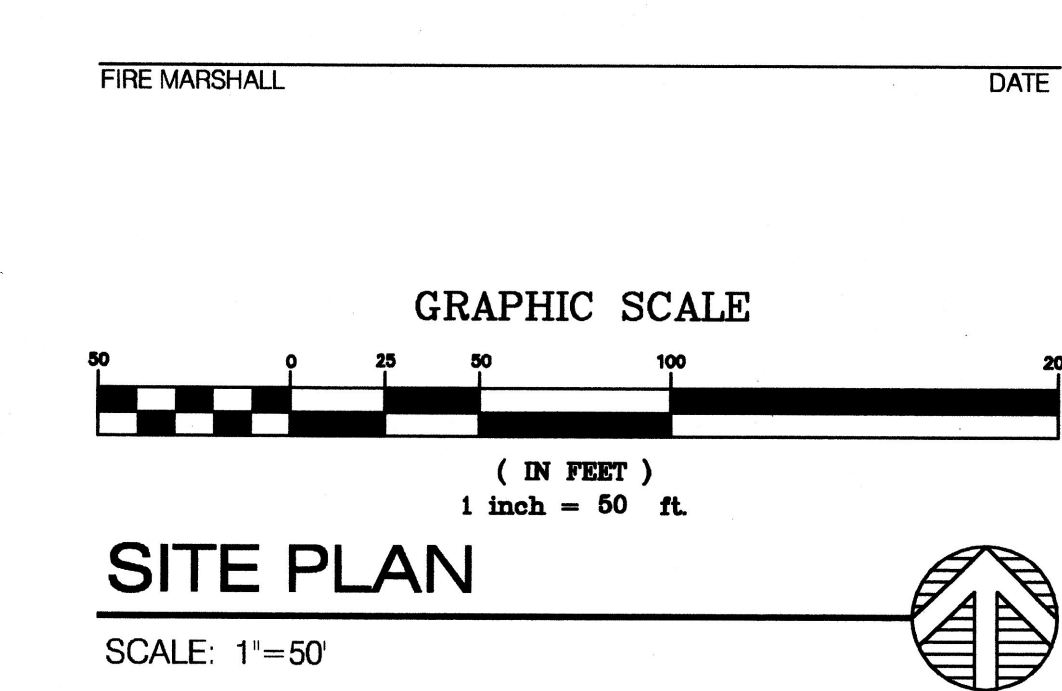 FIRE MARSHALL DATE
GRAPHIC SCALE
50 0 25 50 100 20
( IN FEET )
1 inch = 50 ft.
SITE PLAN
SCALE: 1"=50'